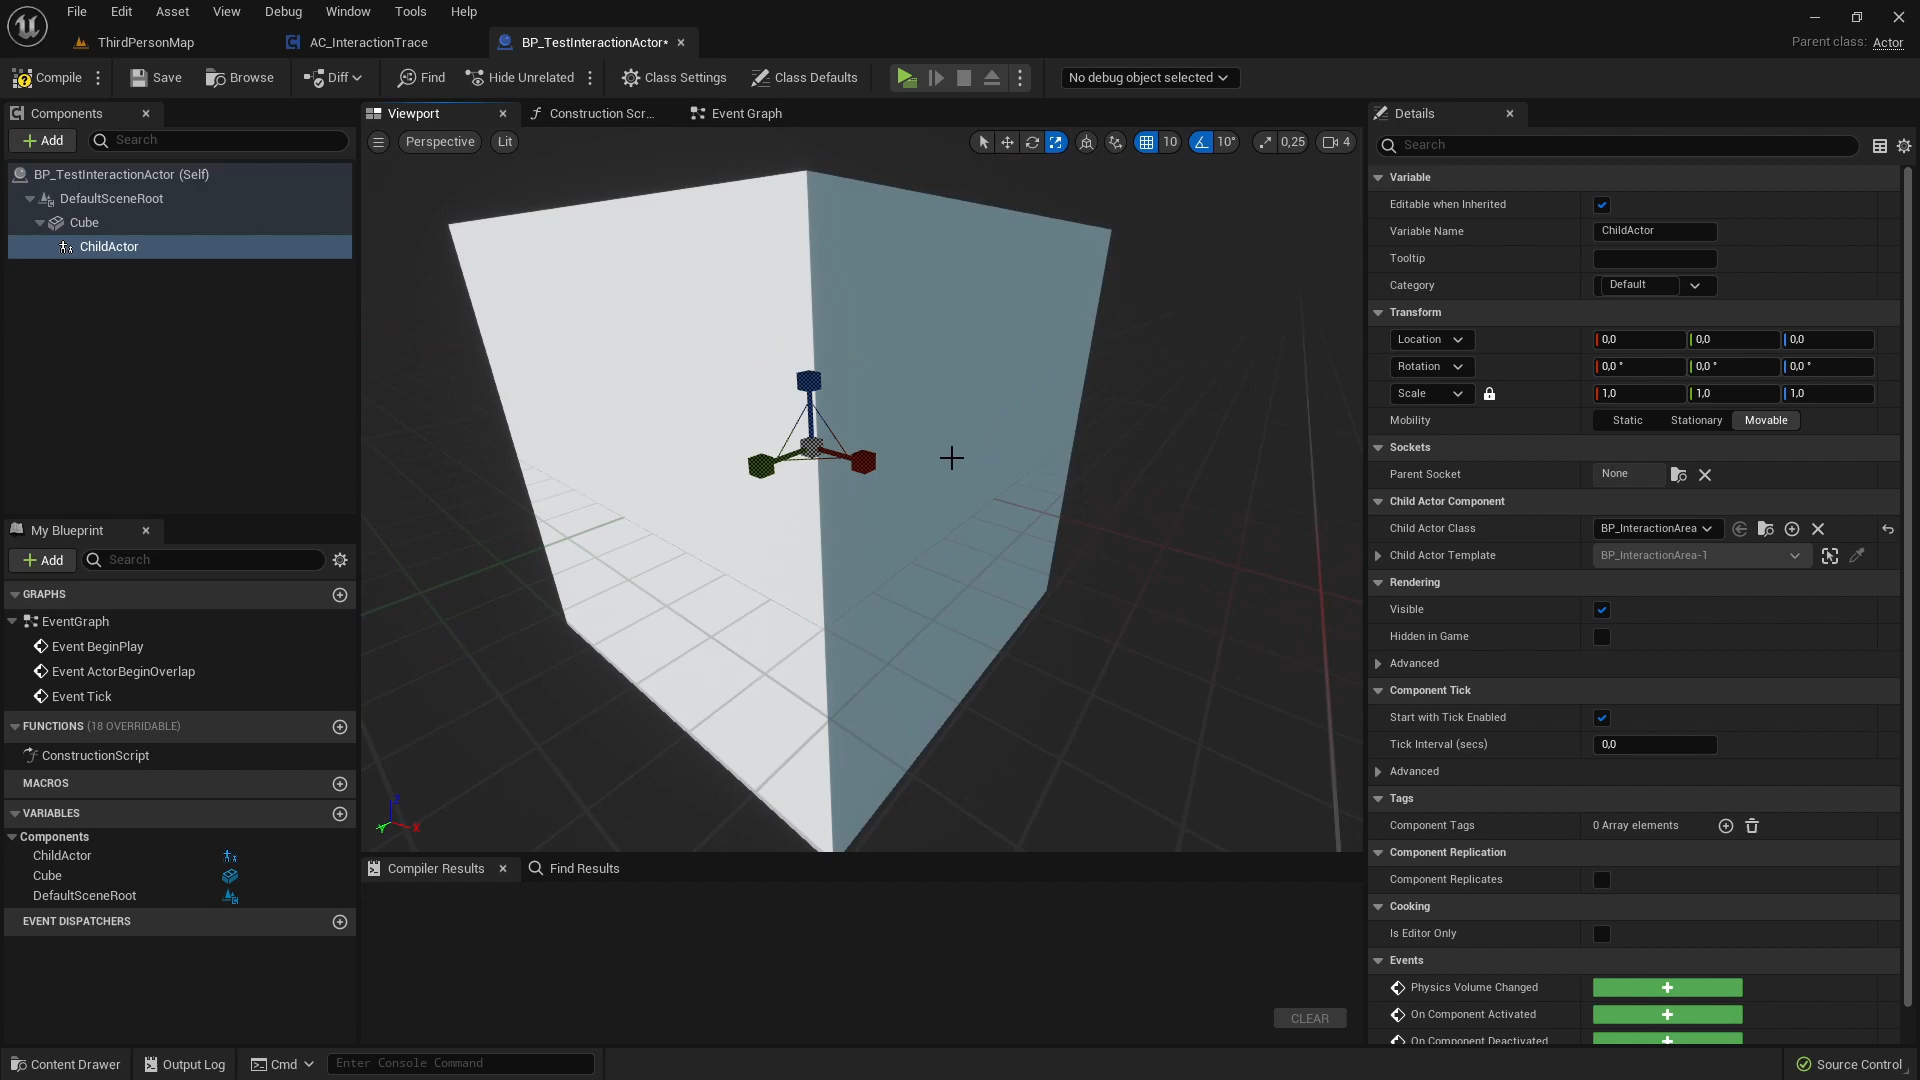 File Edit Asset View Debug Window Tools Help
ThirdPersonMap AC_InteractionTrace BP_TestInteractionActor*
Parent class: Actor
Compile Save Browse Diff Find Hide Unrelated Class Settings Class Defaults No debug object selected
Components
Add Search
BP_TestInteractionActor (Self)
DefaultSceneRoot
Cube
ChildActor
My Blueprint
Add Search
GRAPHS
EventGraph
Event BeginPlay
Event ActorBeginOverlap
Event Tick
FUNCTIONS (18 OVERRIDABLE)
ConstructionScript
MACROS
VARIABLES
Components
ChildActor
Cube
DefaultSceneRoot
EVENT DISPATCHERS
Viewport Construction Scr... Event Graph
Perspective Lit 10 10° 0,25 4
Z
Y X
Compiler Results Find Results
CLEAR
Details
Search
Variable
Editable when Inherited
Variable Name ChildActor
Tooltip
Category Default
Transform
Location 0,0 0,0 0,0
Rotation 0,0 ° 0,0 ° 0,0 °
Scale 1,0 1,0 1,0
Mobility Static Stationary Movable
Sockets
Parent Socket None
Child Actor Component
Child Actor Class BP_InteractionArea
Child Actor Template BP_InteractionArea-1
Rendering
Visible
Hidden in Game
Advanced
Component Tick
Start with Tick Enabled
Tick Interval (secs) 0,0
Advanced
Tags
Component Tags 0 Array elements
Component Replication
Component Replicates
Cooking
Is Editor Only
Events
Physics Volume Changed
On Component Activated
On Component Deactivated
Content Drawer Output Log Cmd Enter Console Command Source Control